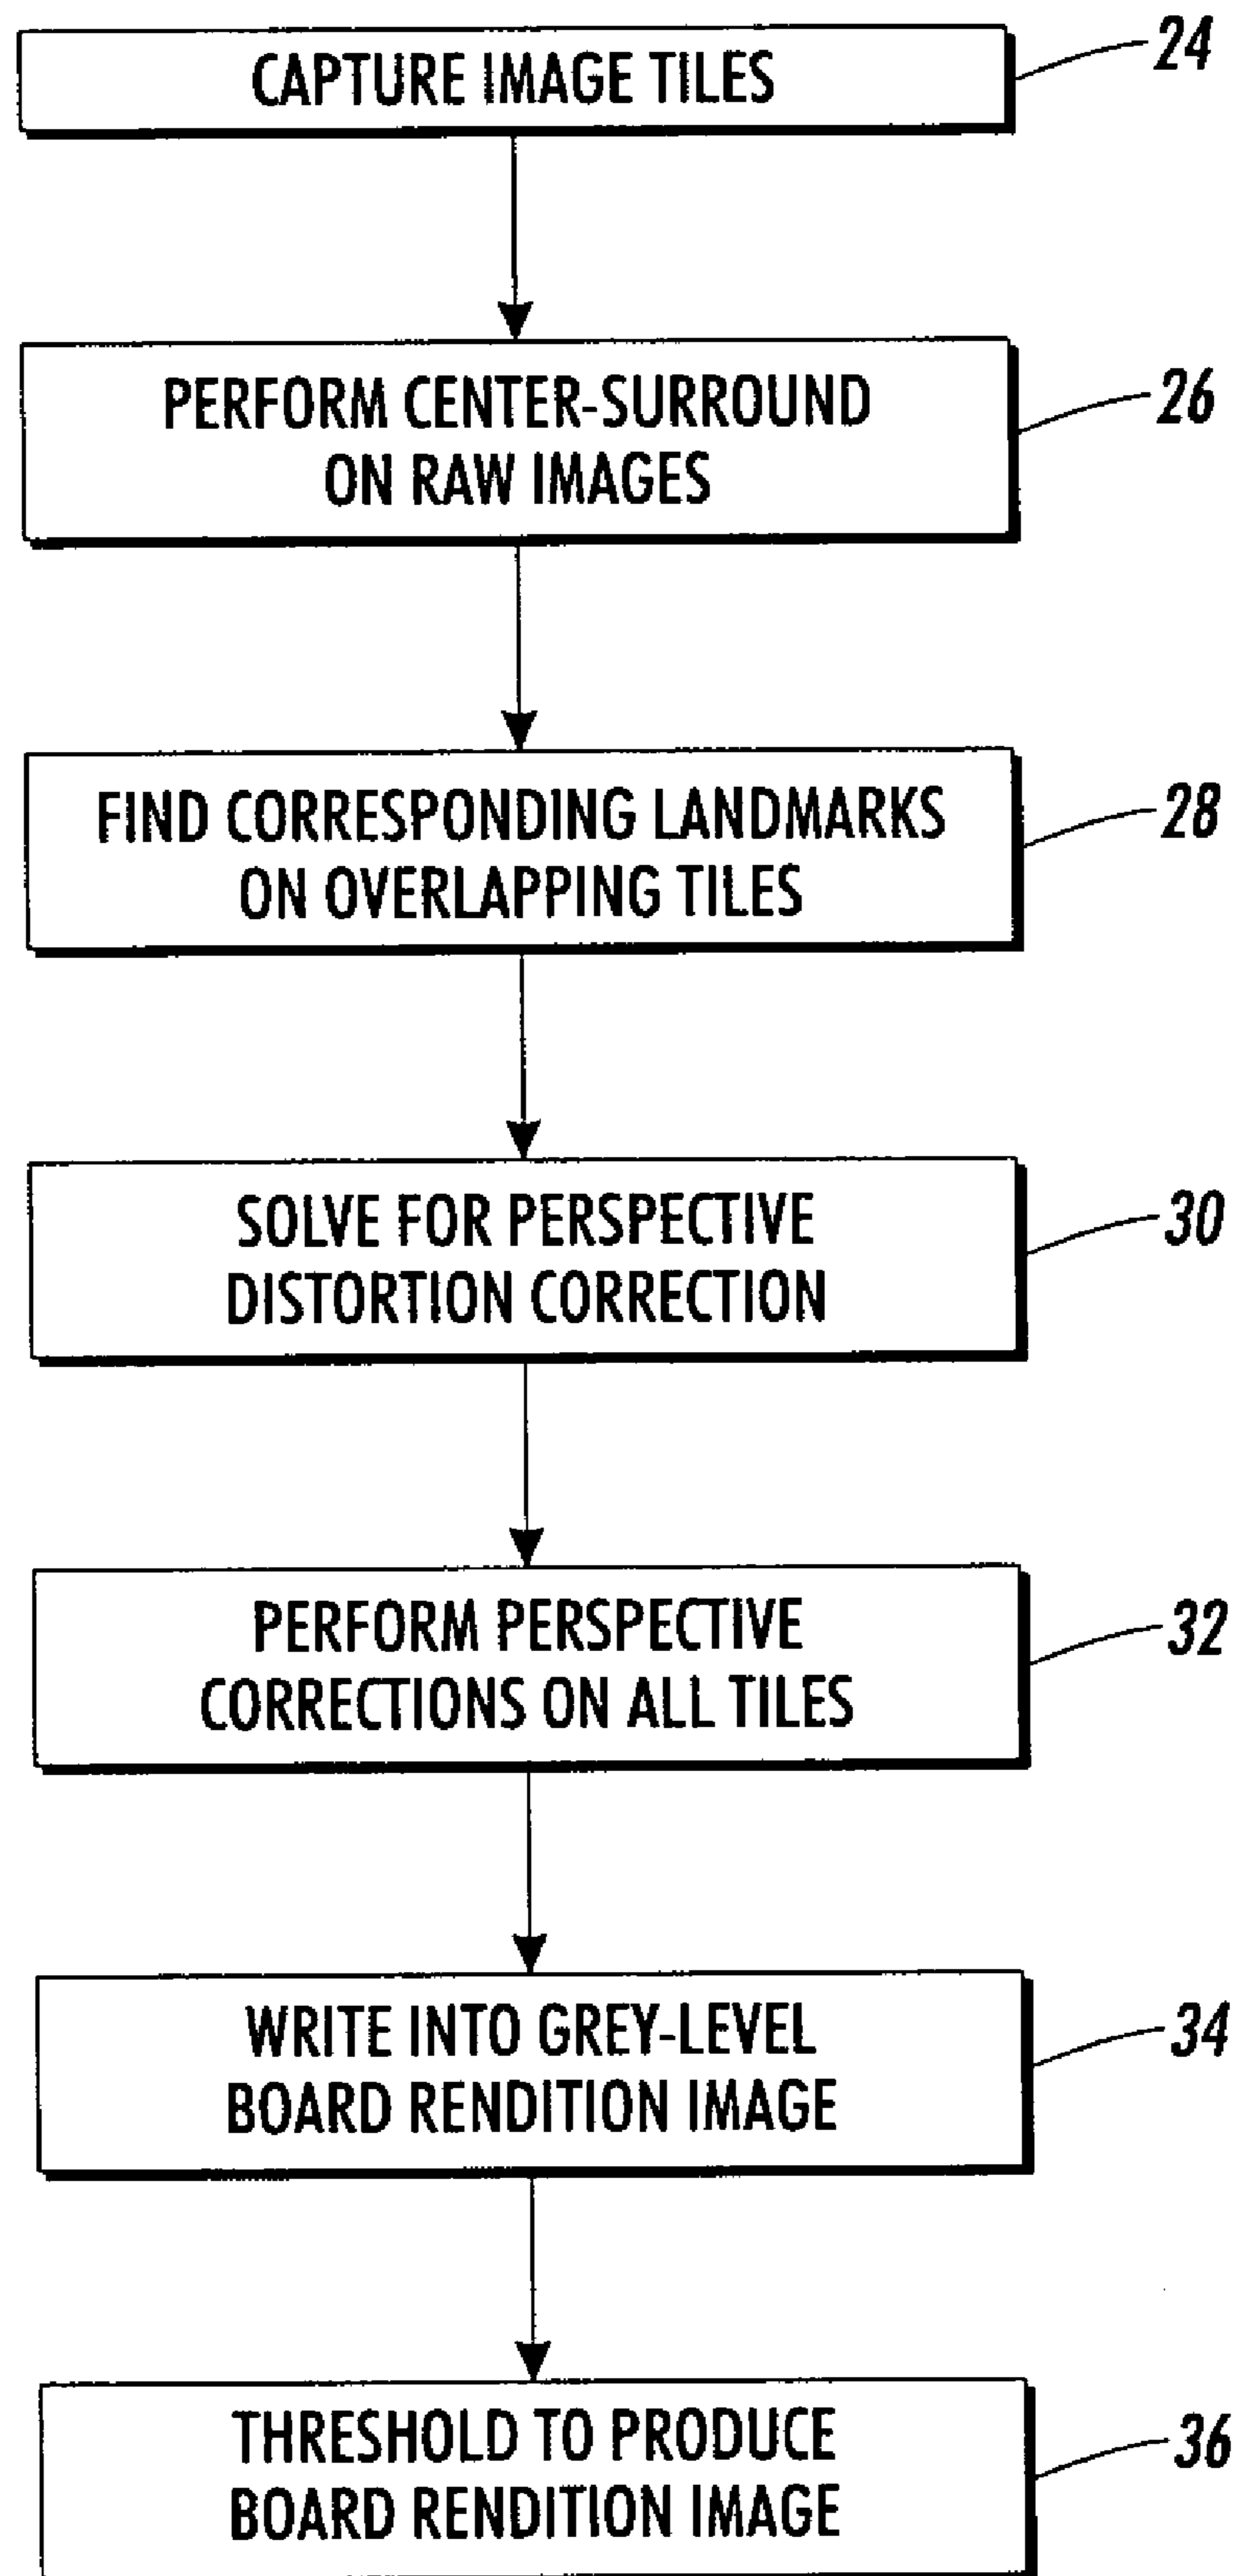 CAPTURE IMAGE TILES
24
PERFORM CENTER-SURROUND
ON RAW IMAGES
26
FIND CORRESPONDING LANDMARKS
ON OVERLAPPING TILES
28
SOLVE FOR PERSPECTIVE
DISTORTION CORRECTION
30
PERFORM PERSPECTIVE
CORRECTIONS ON ALL TILES
32
WRITE INTO GREY-LEVEL
BOARD RENDITION IMAGE
34
THRESHOLD TO PRODUCE
BOARD RENDITION IMAGE
36